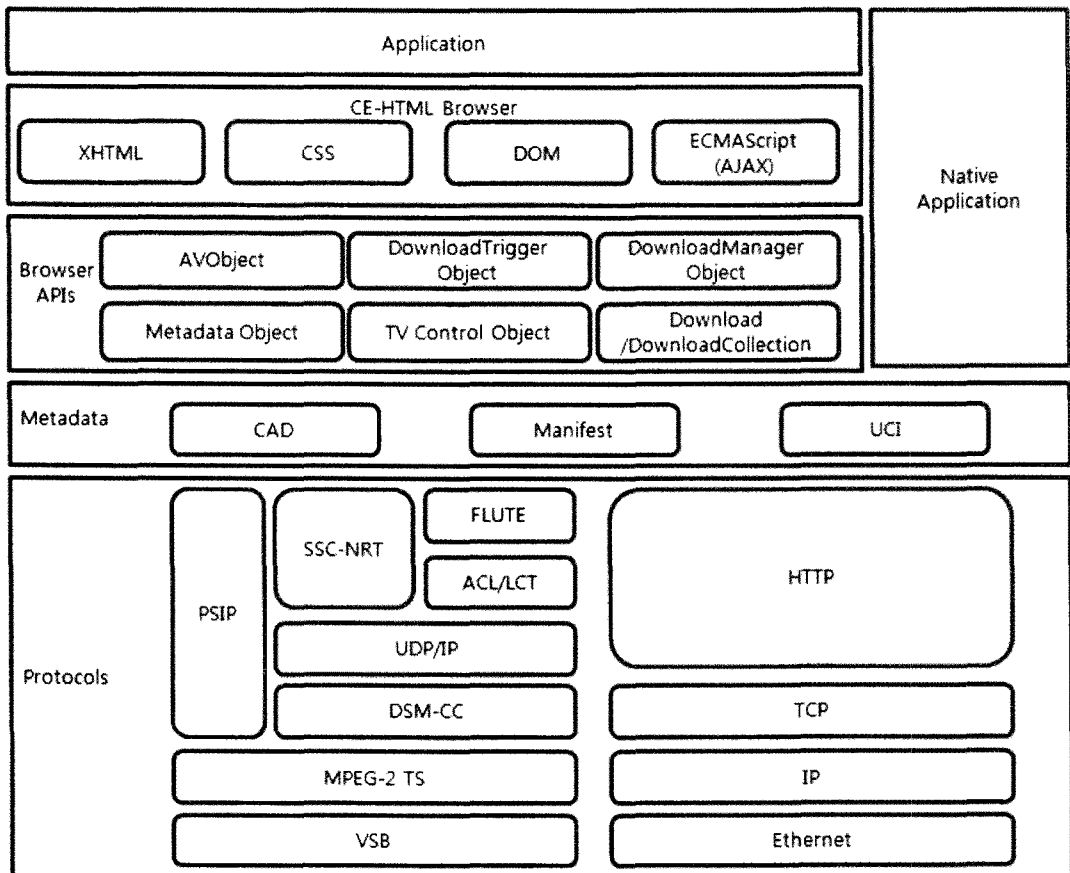 Application
CE-HTML Browser
XHTML
CSS
DOM
ECMAScript
(AJAX)
Native
Application
Browser
APIs
AVObject
DownloadTrigger
Object
DownloadManager
Object
Metadata Object
TV Control Object
Download
/DownloadCollection
Metadata
CAD
Manifest
UCI
Protocols
PSIP
SSC-NRT
FLUTE
ACL/LCT
UDP/IP
DSM-CC
MPEG-2 TS
VSB
HTTP
TCP
IP
Ethernet